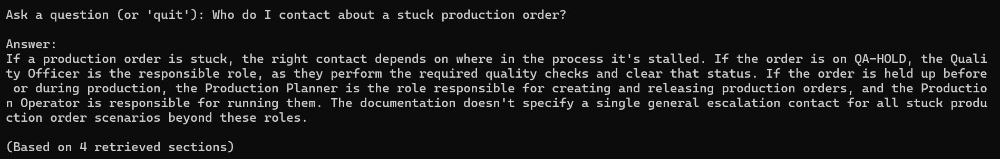 Ask a question (or 'quit'): Who do I contact about a stuck production order?
Answer:
If a production order is stuck, the right contact depends on where in the process it's stalled. If the order is on QA-HOLD, the Quali
ty Officer is the responsible role, as they perform the required quality checks and clear that status. If the order is held up before
 or during production, the Production Planner is the role responsible for creating and releasing production orders, and the Productio
n Operator is responsible for running them. The documentation doesn't specify a single general escalation contact for all stuck produ
ction order scenarios beyond these roles.
(Based on 4 retrieved sections)